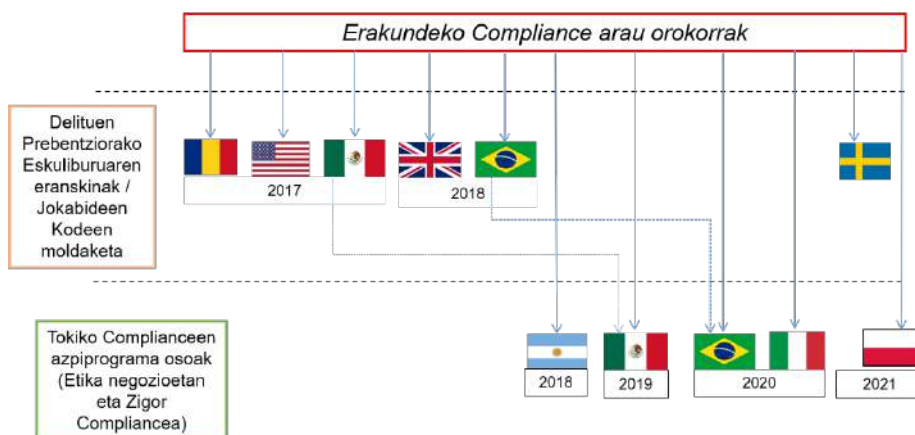 Erakundeko Compliance arau orokorrak
Delituen
Prebentziorako
Eskuliburuaren
eranskinak /
Jokabideen
Kodeen
moldaketa
2017
2018
Tokiko Complianceen
azpiprograma osoak
(Etika negozioetan
eta Zigor
Compliancea)
2018
2019
2020
2021